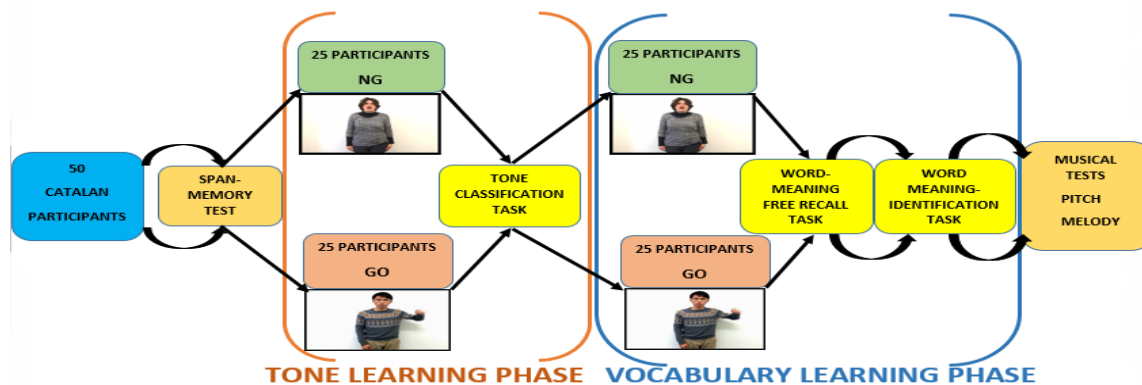 50
CATALAN
PARTICIPANTS
SPAN-
MEMORY
TEST
25 PARTICIPANTS
NG
25 PARTICIPANTS
GO
TONE
CLASSIFICATION
TASK
TONE LEARNING PHASE
25 PARTICIPANTS
NG
25 PARTICIPANTS
GO
WORD-
MEANING
FREE RECALL
TASK
WORD
MEANING-
IDENTIFICATION
TASK
VOCABULARY LEARNING PHASE
MUSICAL
TESTS
PITCH
MELODY